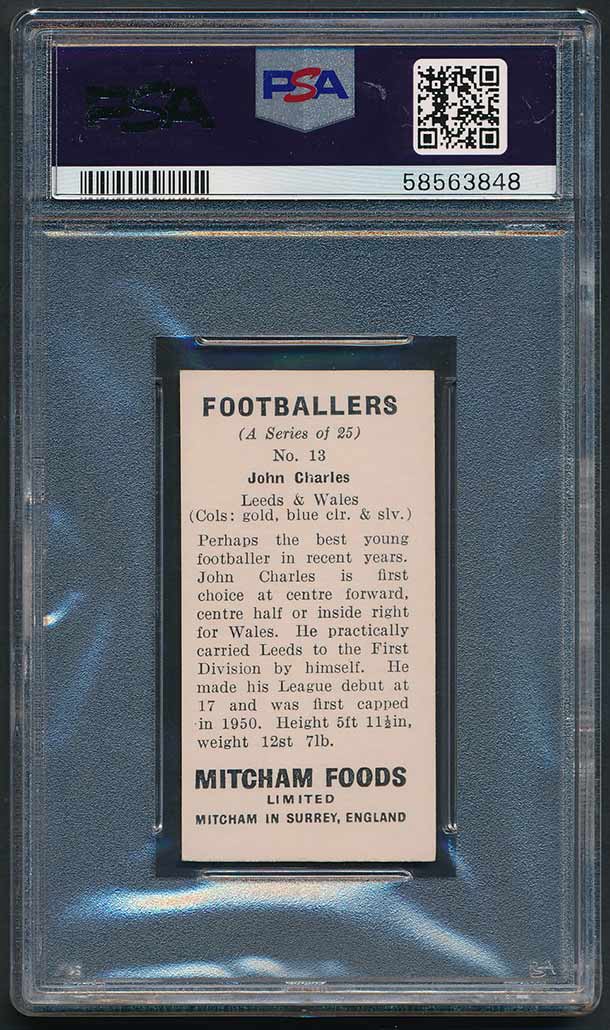 PSA
PSA
58563848
FOOTBALLERS
(A Series of 25)
No. 13
John Charles
Leeds & Wales
(Cols: gold, blue clr. & slv.)
Perhaps the best young
footballer in recent years.
John Charles is first
choice at centre forward,
centre half or inside right
for Wales. He practically
carried Leeds to the First
Division by himself. He
made his League debut at
17 and was first capped
in 1950. Height 5ft 11½in,
weight 12st 7lb.
MITCHAM FOODS
LIMITED
MITCHAM IN SURREY, ENGLAND
PSA